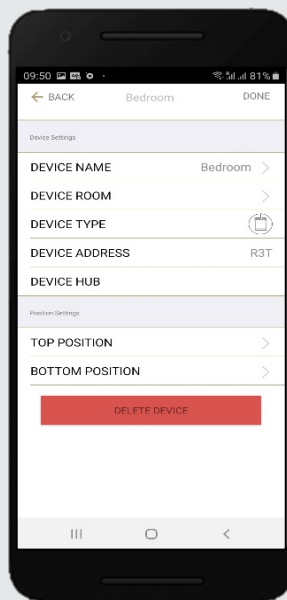 09:50 81%
BACK Bedroom DONE
Device Settings
DEVICE NAME Bedroom
DEVICE ROOM
DEVICE TYPE
DEVICE ADDRESS R3T
DEVICE HUB
Position Settings
TOP POSITION
BOTTOM POSITION
DELETE DEVICE